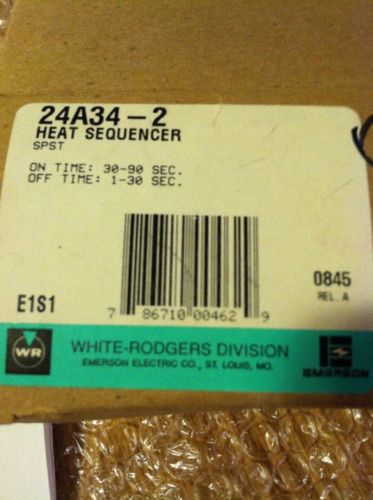 24A34-2
HEAT SEQUENCER
SPST
ON TIME: 30-90 SEC.
OFF TIME: 1-30 SEC.
0845
REL. A
E1S1
7 86710 00462 9
WR
WHITE-RODGERS DIVISION
EMERSON ELECTRIC CO., ST. LOUIS, MO.
EMERSON